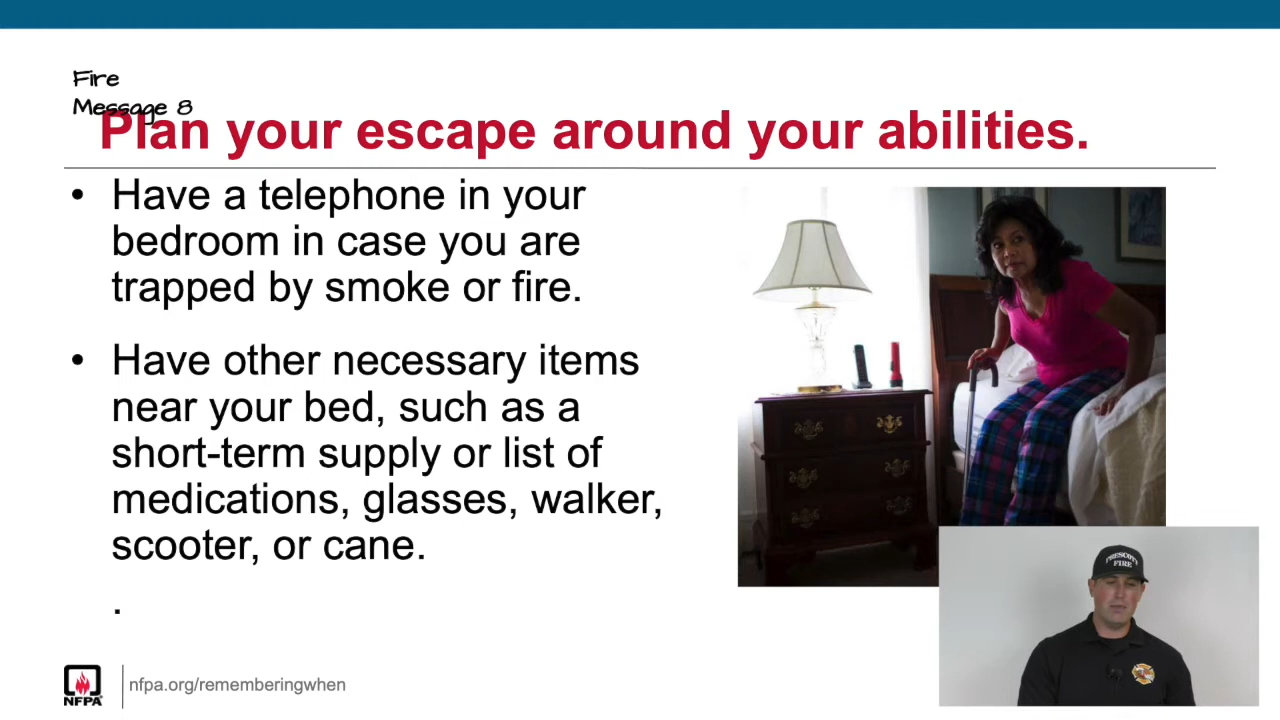 Fire
Message 8
Plan your escape around your abilities.
• Have a telephone in your
bedroom in case you are
trapped by smoke or fire.
• Have other necessary items
near your bed, such as a
short-term supply or list of
medications, glasses, walker,
scooter, or cane.
.
PRESCOTT
FIRE
NFPA
nfpa.org/rememberingwhen